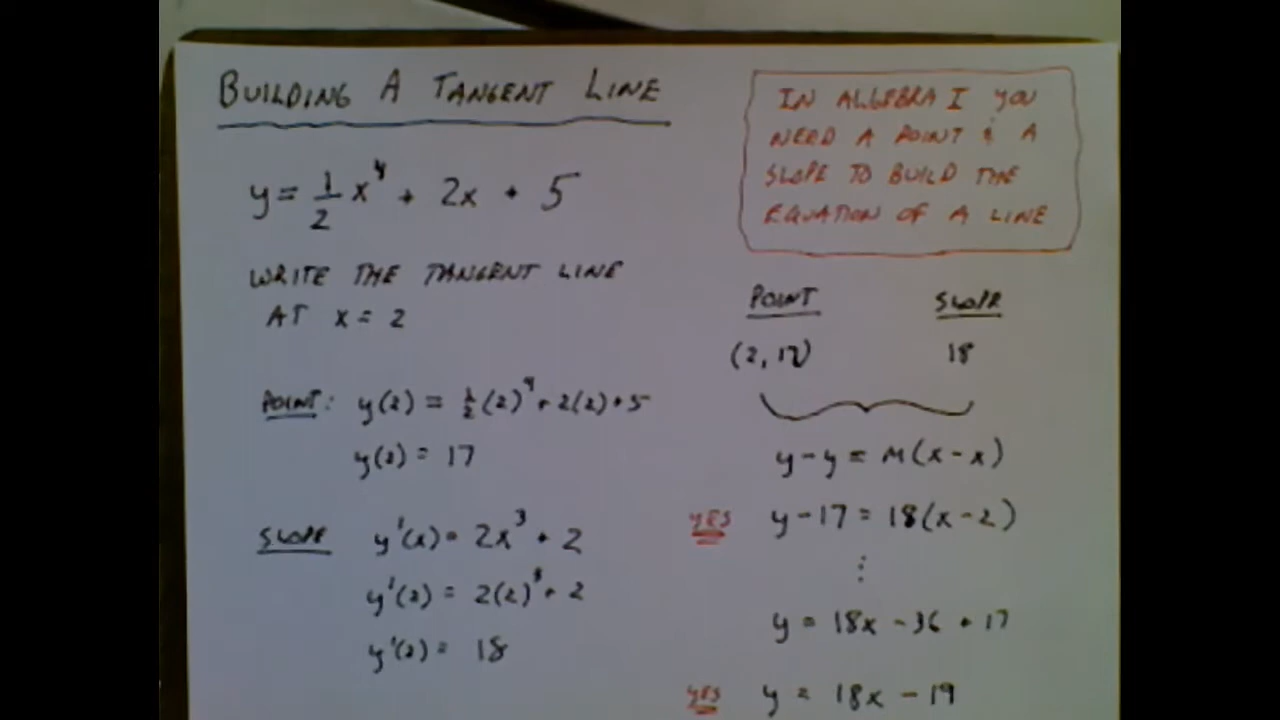 BUILDING A TANGENT LINE
y = 1/2 x⁴ + 2x + 5
WRITE THE TANGENT LINE
AT x = 2
POINT: y(2) = 1/2(2)⁴ + 2(2) + 5
y(2) = 17
SLOPE y'(x) = 2x³ + 2
y'(2) = 2(2)³ + 2
y'(2) = 18
IN ALGEBRA I YOU
NEED A POINT & A
SLOPE TO BUILD THE
EQUATION OF A LINE
POINT SLOPE
(2, 17) 18
y - y = M(x - x)
YES y - 17 = 18(x - 2)
⋮
y = 18x - 36 + 17
YES y = 18x - 19